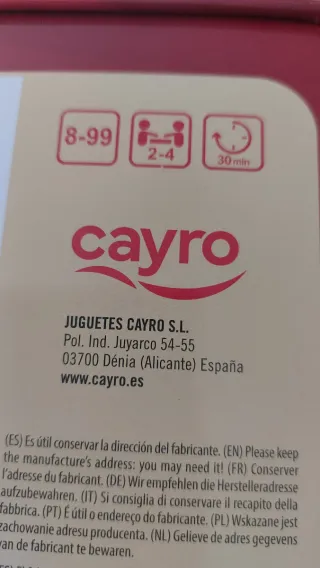 8-99
2-4
30min
cayro
JUGUETES CAYRO S.L.
Pol. Ind. Juyarco 54-55
03700 Dénia (Alicante) España
www.cayro.es
(ES) Es útil conservar la dirección del fabricante. (EN) Please keep
the manufacture's address: you may need it! (FR) Conserver
l'adresse du fabricant. (DE) Wir empfehlen die Herstelleradresse
aufzubewahren. (IT) Si consiglia di conservare il recapito della
fabbrica. (PT) É útil o endereço do fabricante. (PL) Wskazane jest
zachowanie adresu producenta. (NL) Gelieve de adres gegevens
van de fabricant te bewaren.